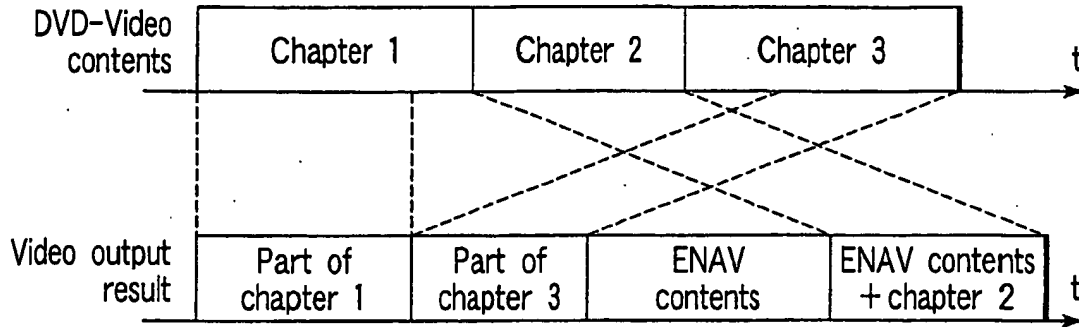 DVD-Video
contents
Chapter 1
Chapter 2
Chapter 3
t
Video output
result
Part of
chapter 1
Part of
chapter 3
ENAV
contents
ENAV contents
+ chapter 2
t